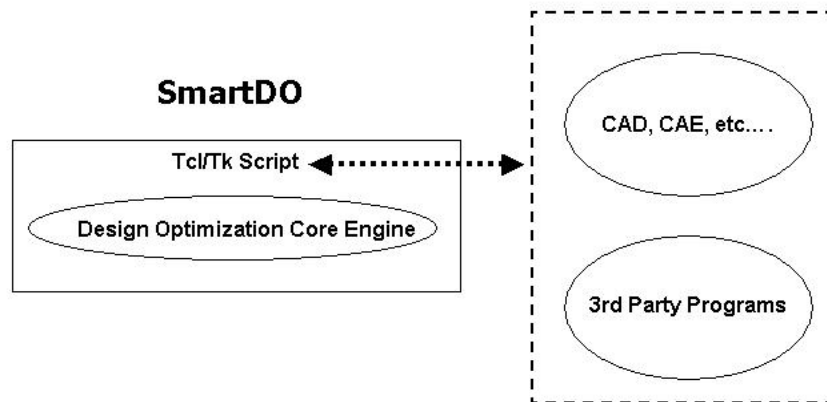 SmartDO
Tcl/Tk Script
Design Optimization Core Engine
CAD, CAE, etc....
3rd Party Programs